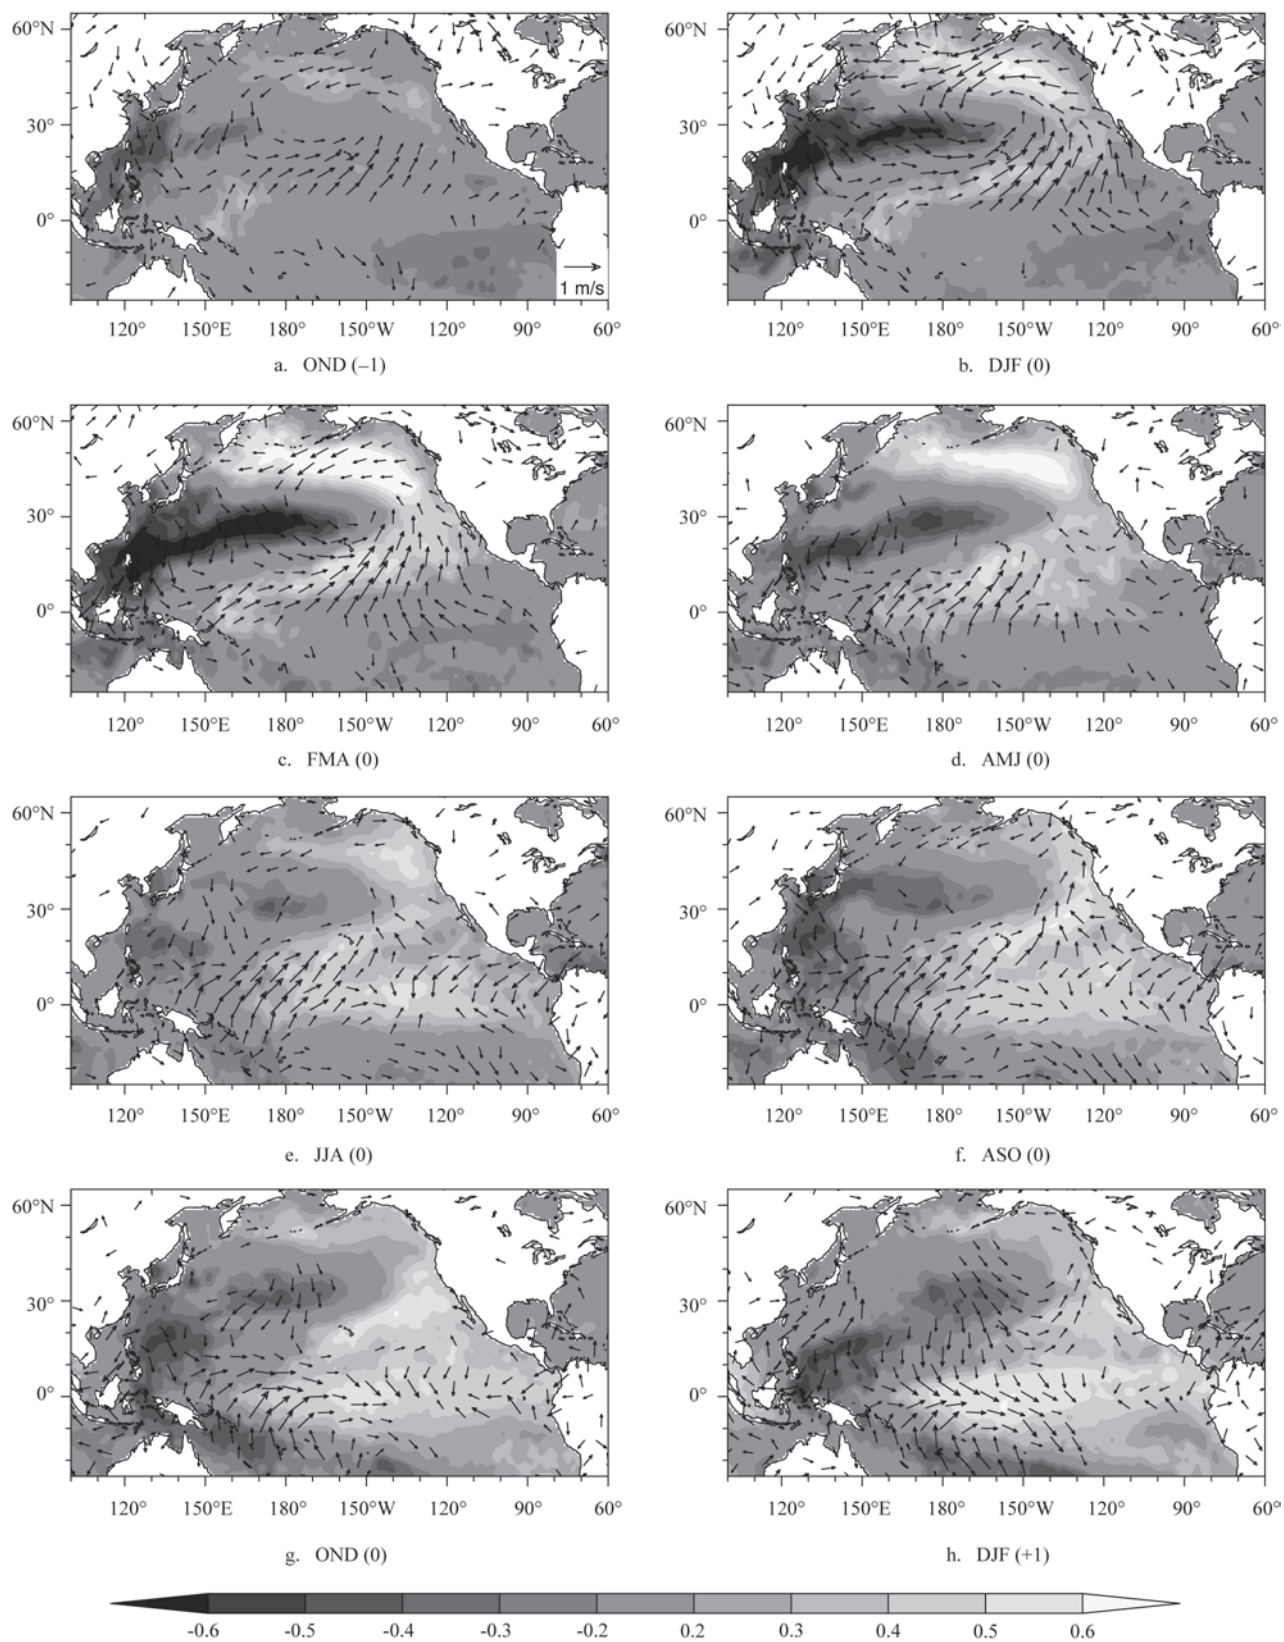 60°N 60°N
30° 30°
0° 0°
1 m/s
120° 150°E 180° 150°W 120° 90° 60° 120° 150°E 180° 150°W 120° 90° 60°
a. OND (–1) b. DJF (0)
60°N 60°N
30° 30°
0° 0°
120° 150°E 180° 150°W 120° 90° 60° 120° 150°E 180° 150°W 120° 90° 60°
c. FMA (0) d. AMJ (0)
60°N 60°N
30° 30°
0° 0°
120° 150°E 180° 150°W 120° 90° 60° 120° 150°E 180° 150°W 120° 90° 60°
e. JJA (0) f. ASO (0)
60°N 60°N
30° 30°
0° 0°
120° 150°E 180° 150°W 120° 90° 60° 120° 150°E 180° 150°W 120° 90° 60°
g. OND (0) h. DJF (+1)
-0.6 -0.5 -0.4 -0.3 -0.2 0.2 0.3 0.4 0.5 0.6